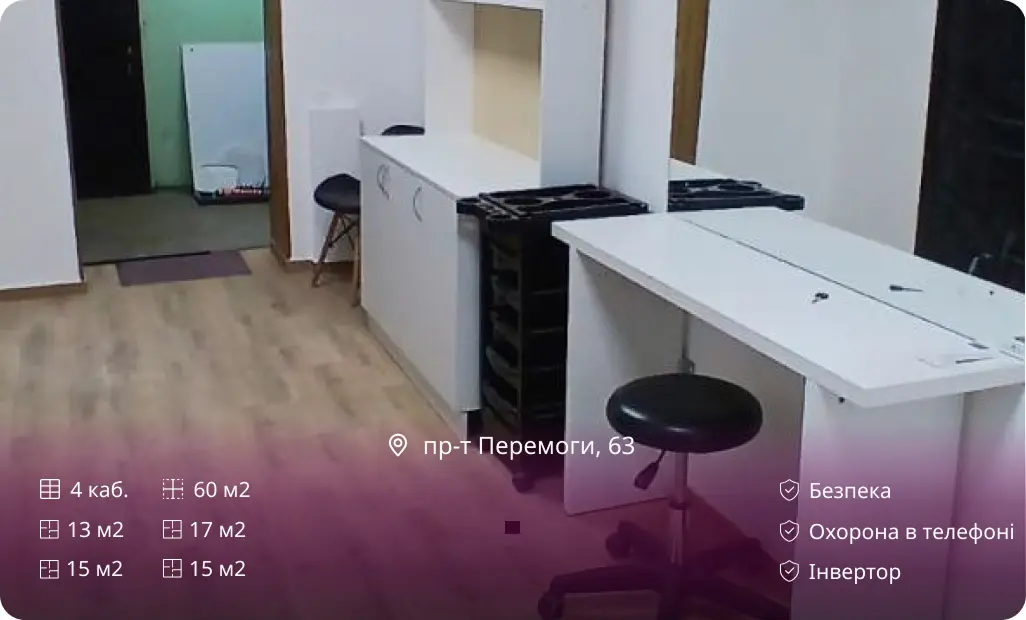 пр-т Перемоги, 63
4 каб.
60 м2
13 м2
17 м2
15 м2
15 м2
Безпека
Охорона в телефоні
Інвертор